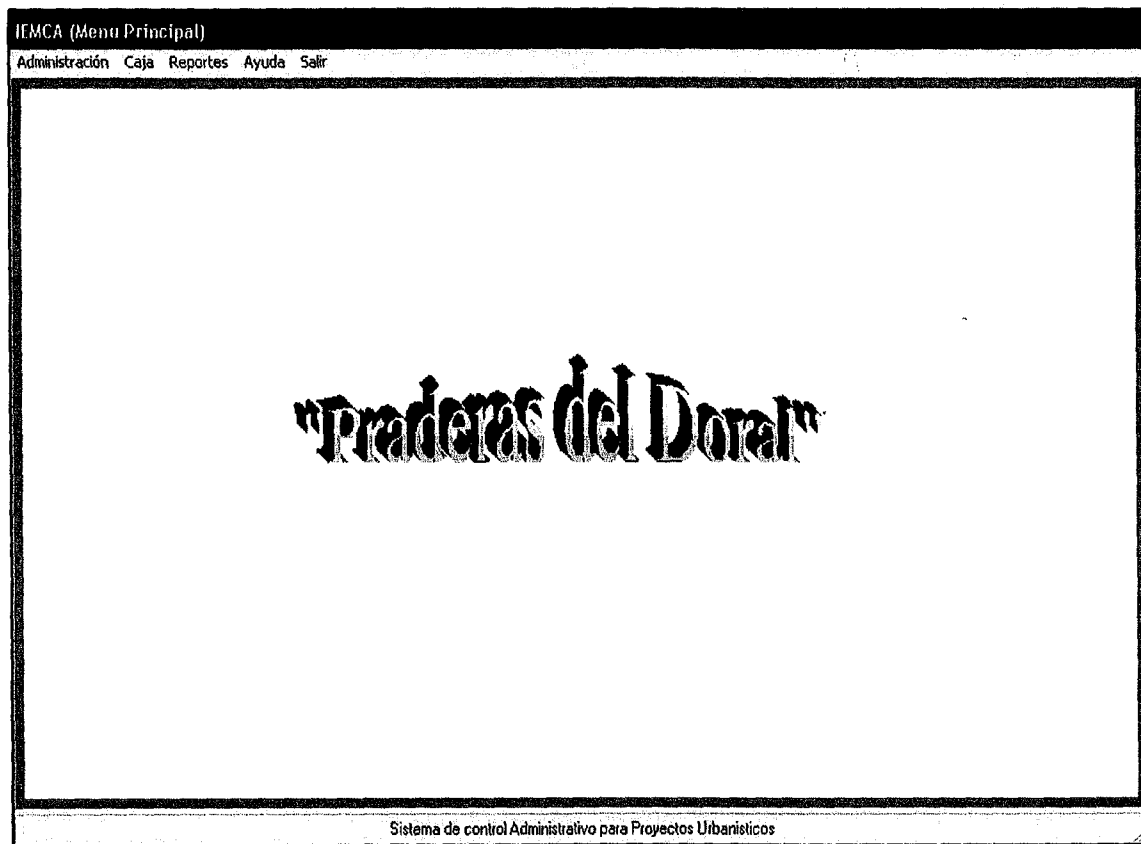 IEMCA (Menu Principal)
Administración Caja Reportes Ayuda Salir
"Praderas del Doral"
Sistema de control Administrativo para Proyectos Urbanisticos